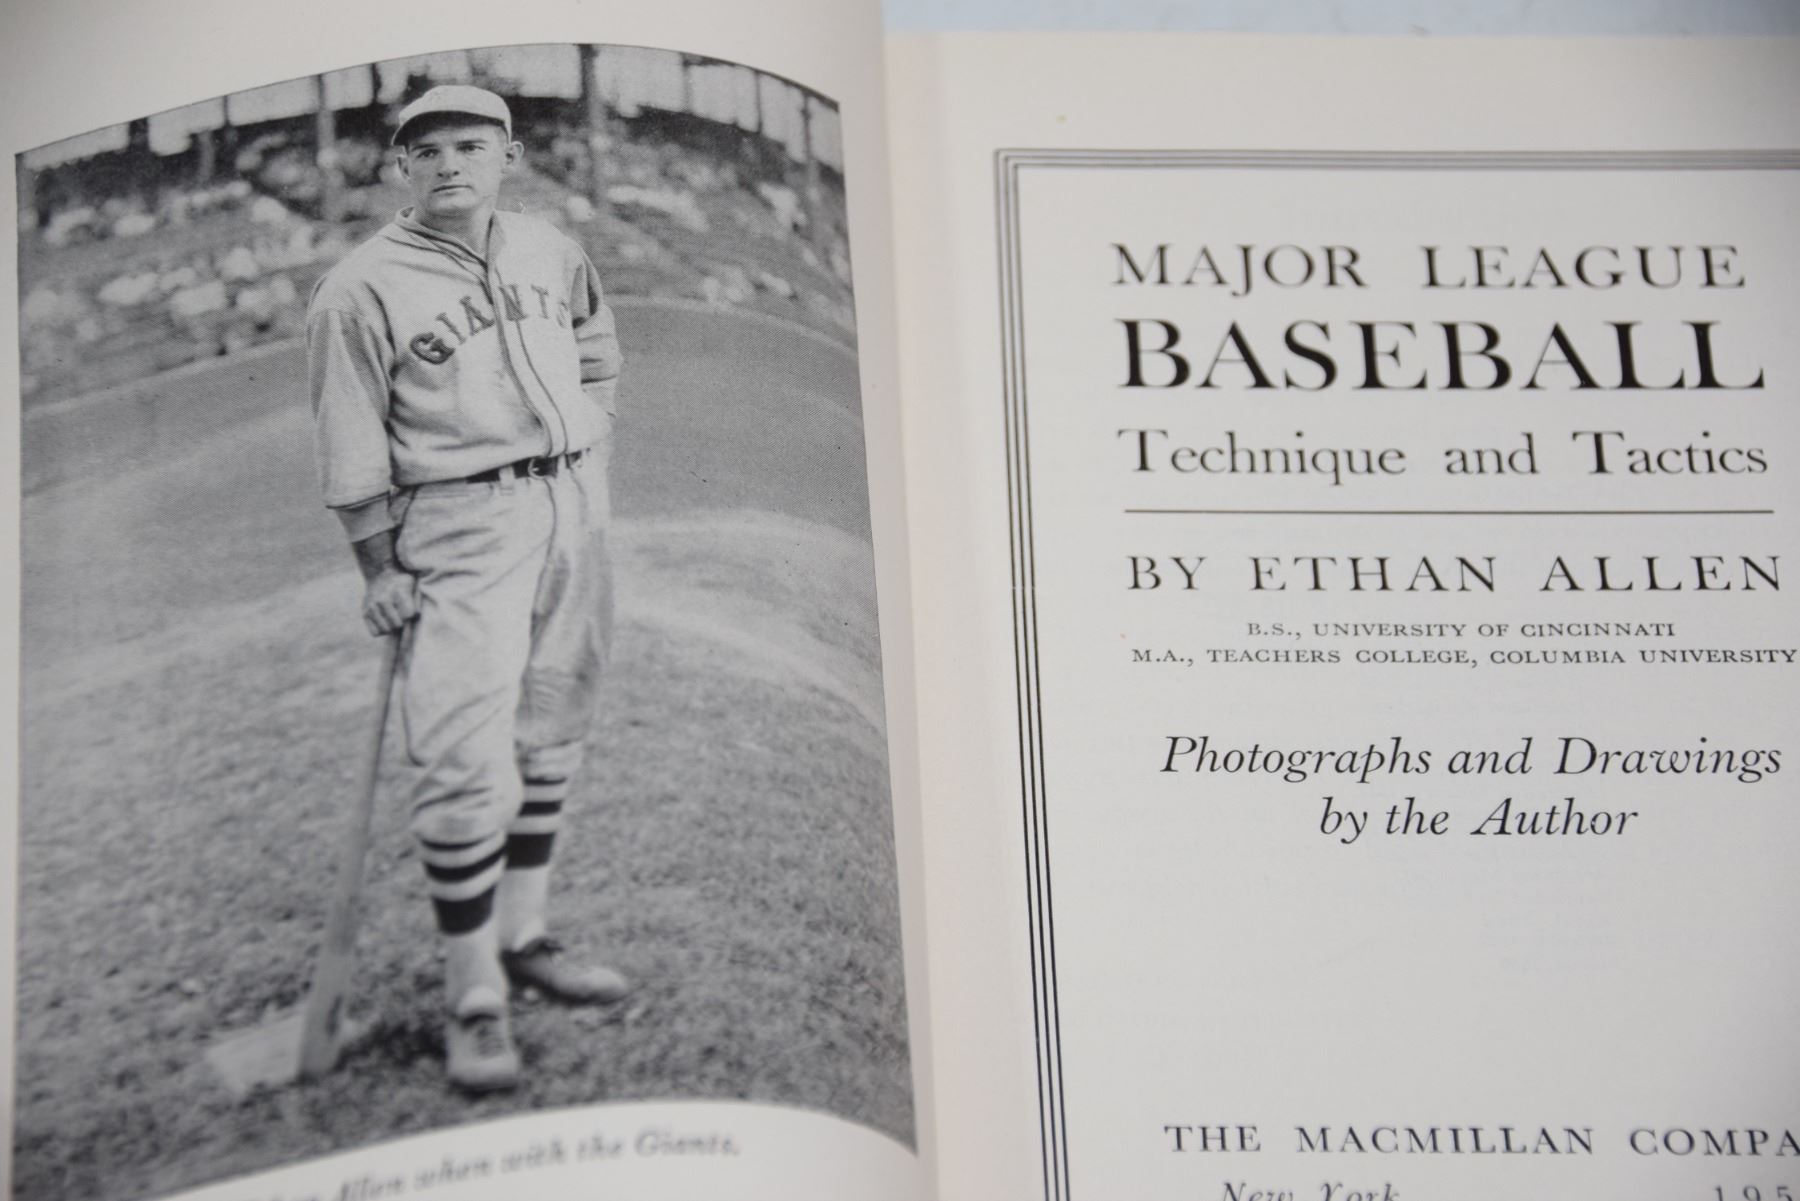 GIANTS
Allen when with the Giants.
MAJOR LEAGUE
BASEBALL
Technique and Tactics
BY ETHAN ALLEN
B.S., UNIVERSITY OF CINCINNATI
M.A., TEACHERS COLLEGE, COLUMBIA UNIVERSITY
Photographs and Drawings
by the Author
THE MACMILLAN COMPA
New York 195